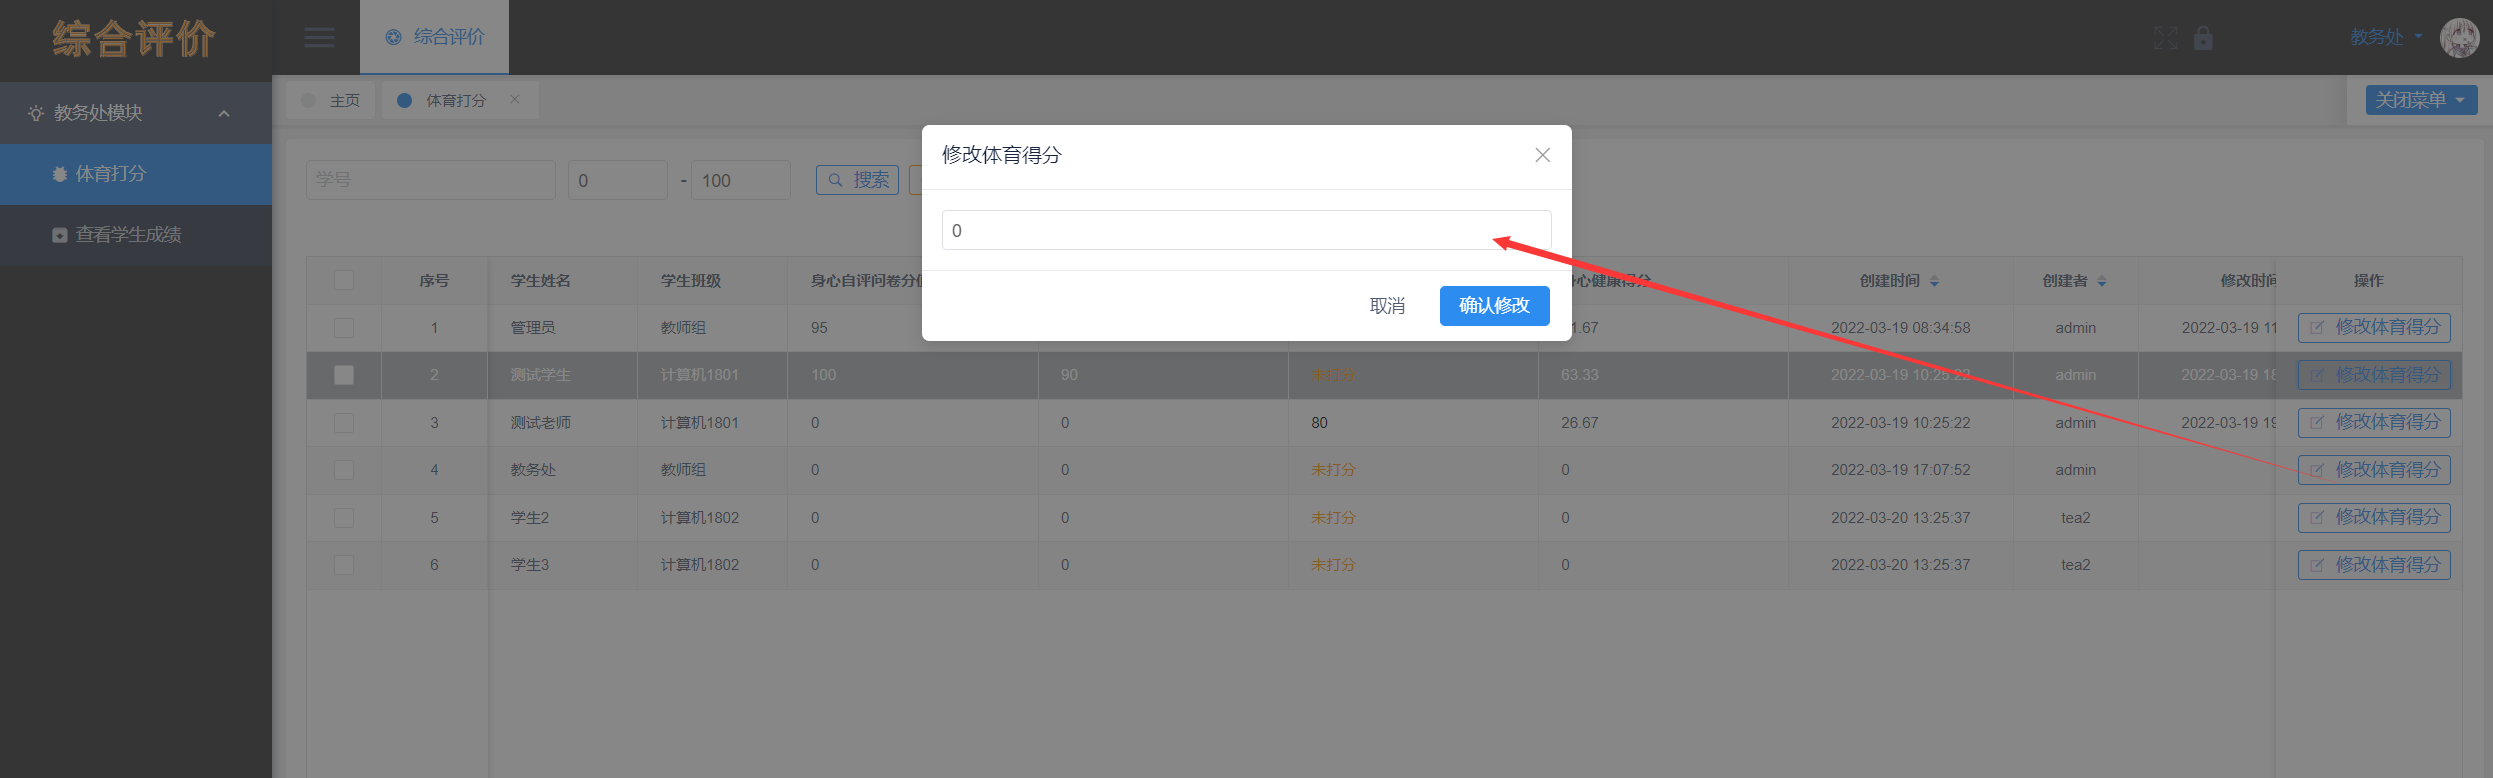 综合评价
综合评价
教务处
教务处模块
体育打分
查看学生成绩
主页
体育打分
关闭菜单
学号
0
-
100
搜索
修改体育得分
0
取消
确认修改
序号 学生姓名 学生班级 身心自评问卷分 心健康得分 创建时间 创建者 修改时间 操作
1 管理员 教师组 95 1.67 2022-03-19 08:34:58 admin 2022-03-19 11 修改体育得分
2 测试学生 计算机1801 100 90 未打分 63.33 2022-03-19 10:25:22 admin 2022-03-19 18 修改体育得分
3 测试老师 计算机1801 0 0 80 26.67 2022-03-19 10:25:22 admin 2022-03-19 19 修改体育得分
4 教务处 教师组 0 0 未打分 0 2022-03-19 17:07:52 admin 修改体育得分
5 学生2 计算机1802 0 0 未打分 0 2022-03-20 13:25:37 tea2 修改体育得分
6 学生3 计算机1802 0 0 未打分 0 2022-03-20 13:25:37 tea2 修改体育得分